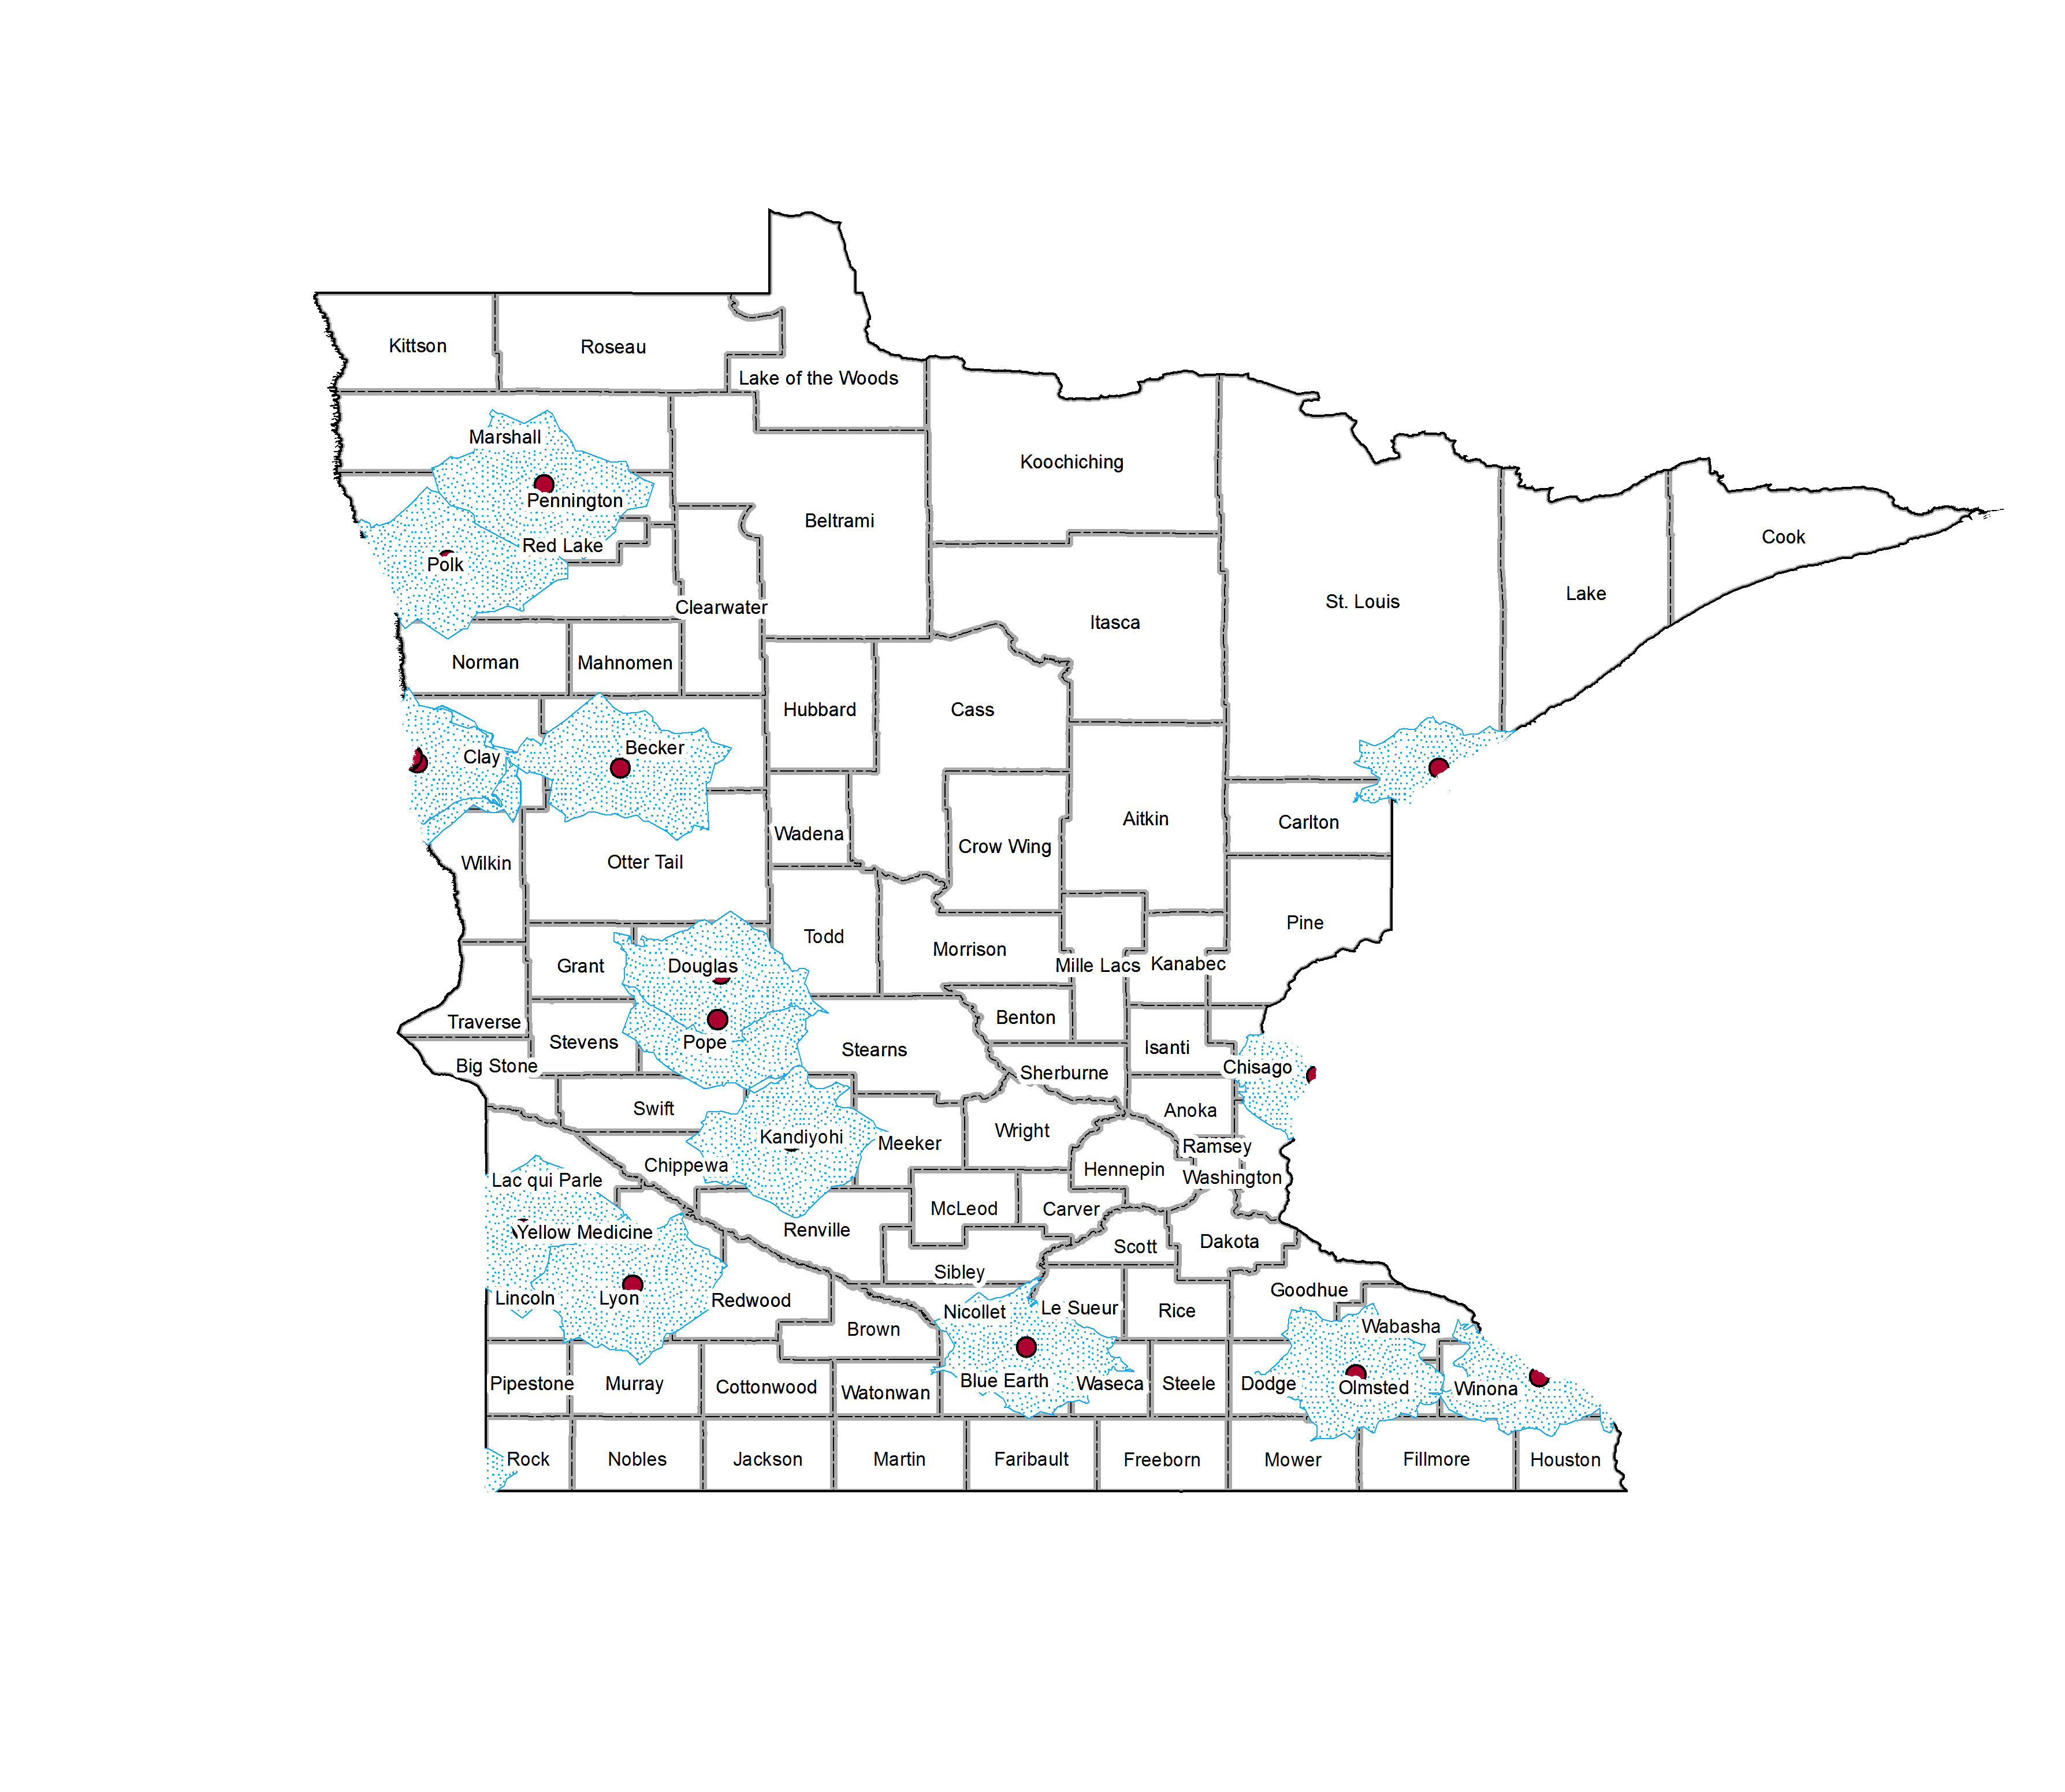 Kittson
Roseau
Lake of the Woods
Marshall
Koochiching
Pennington
Beltrami
Cook
Red Lake
Polk
Lake
St. Louis
Clearwater
Itasca
Norman
Mahnomen
Hubbard
Cass
Becker
Clay
Aitkin
Carlton
Wadena
Crow Wing
Otter Tail
Wilkin
Pine
Todd
Morrison
Grant
Douglas
Mille Lacs
Kanabec
Benton
Traverse
Stevens
Pope
Stearns
Isanti
Big Stone
Chisago
Sherburne
Swift
Anoka
Wright
Kandiyohi
Meeker
Ramsey
Chippewa
Hennepin
Washington
Lac qui Parle
McLeod
Carver
Renville
Yellow Medicine
Dakota
Scott
Sibley
Goodhue
Lincoln
Lyon
Redwood
Le Sueur
Nicollet
Rice
Wabasha
Brown
Blue Earth
Pipestone
Murray
Waseca
Steele
Dodge
Cottonwood
Olmsted
Winona
Watonwan
Rock
Nobles
Jackson
Martin
Faribault
Freeborn
Mower
Fillmore
Houston